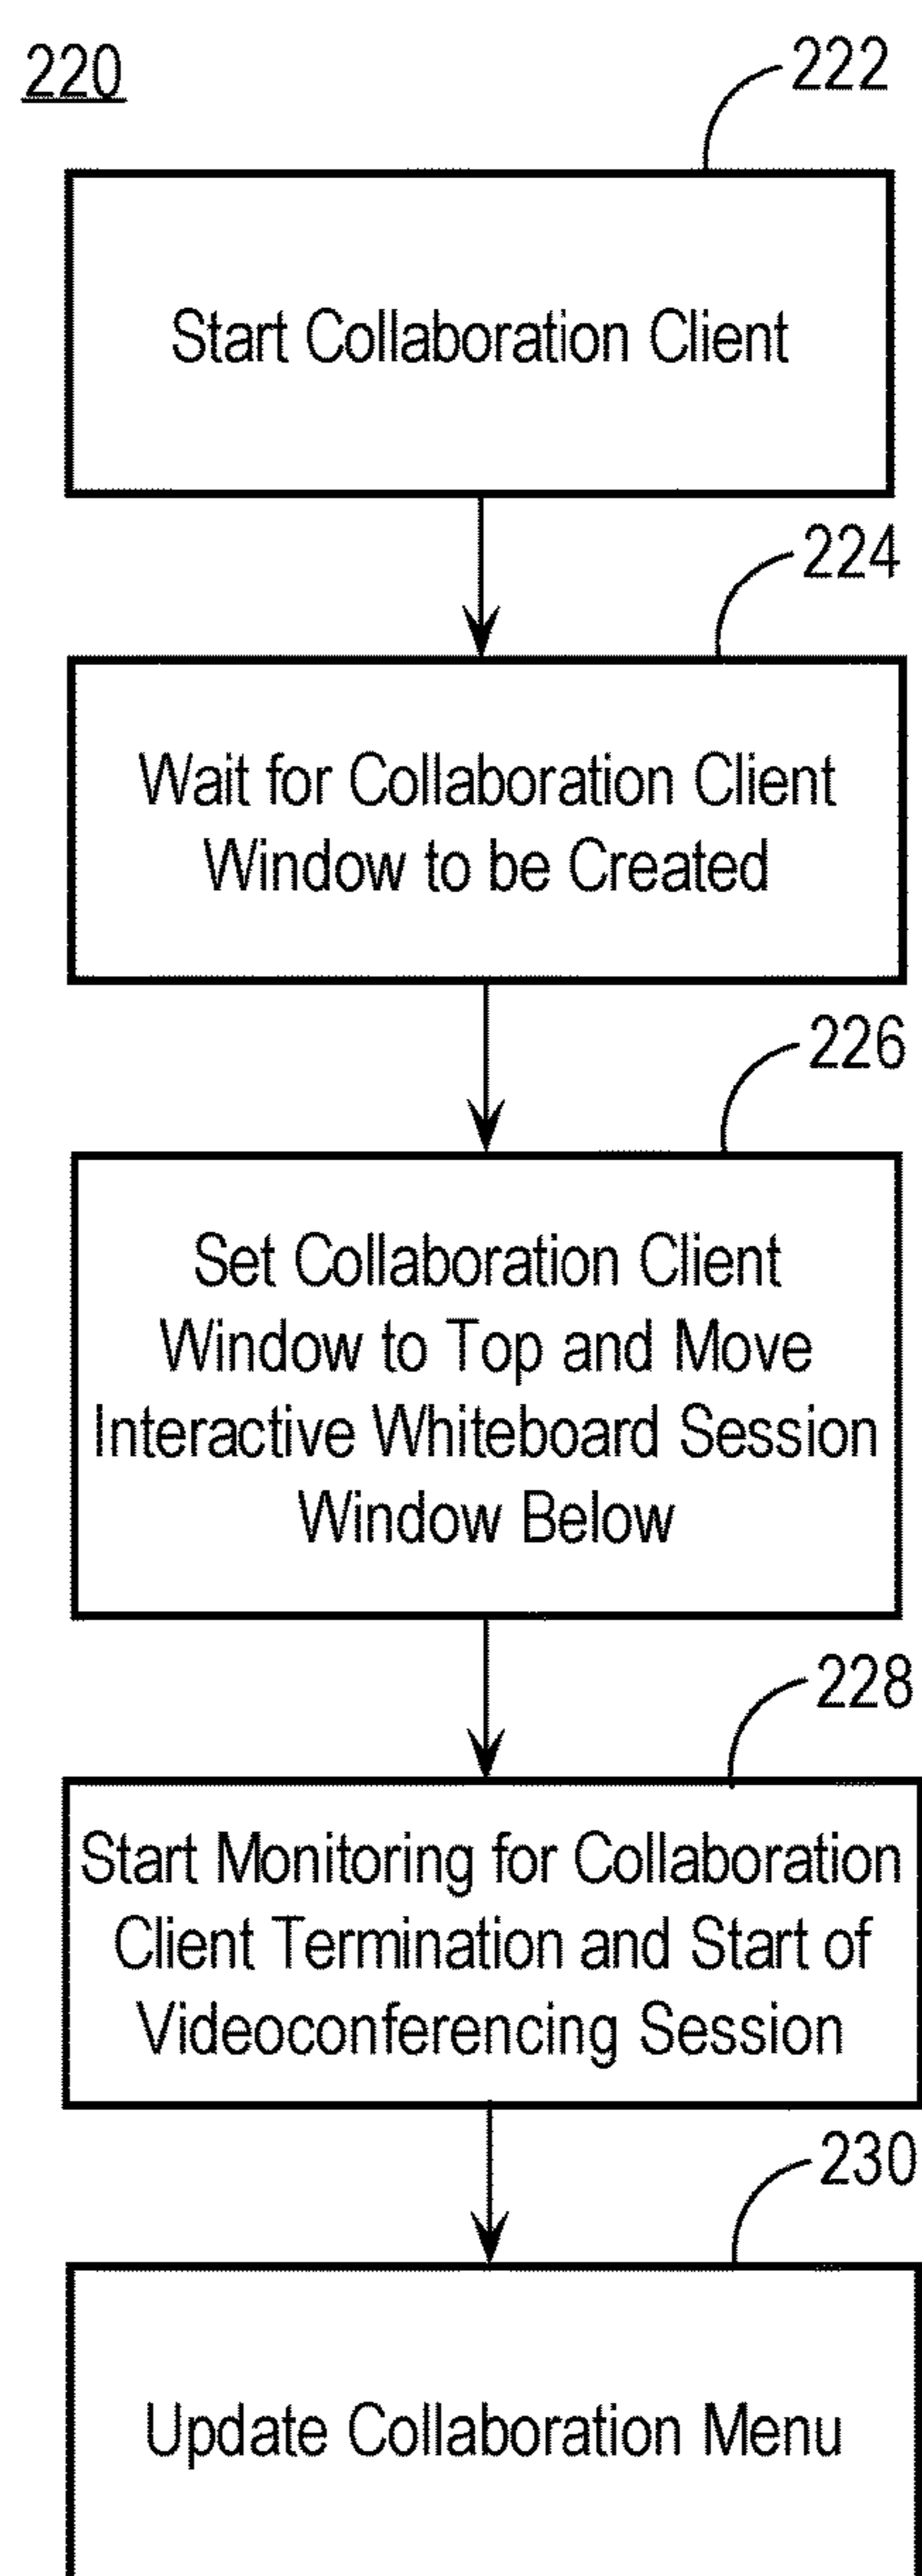 220
222
Start Collaboration Client
224
Wait for Collaboration Client
Window to be Created
226
Set Collaboration Client
Window to Top and Move
Interactive Whiteboard Session
Window Below
228
Start Monitoring for Collaboration
Client Termination and Start of
Videoconferencing Session
230
Update Collaboration Menu